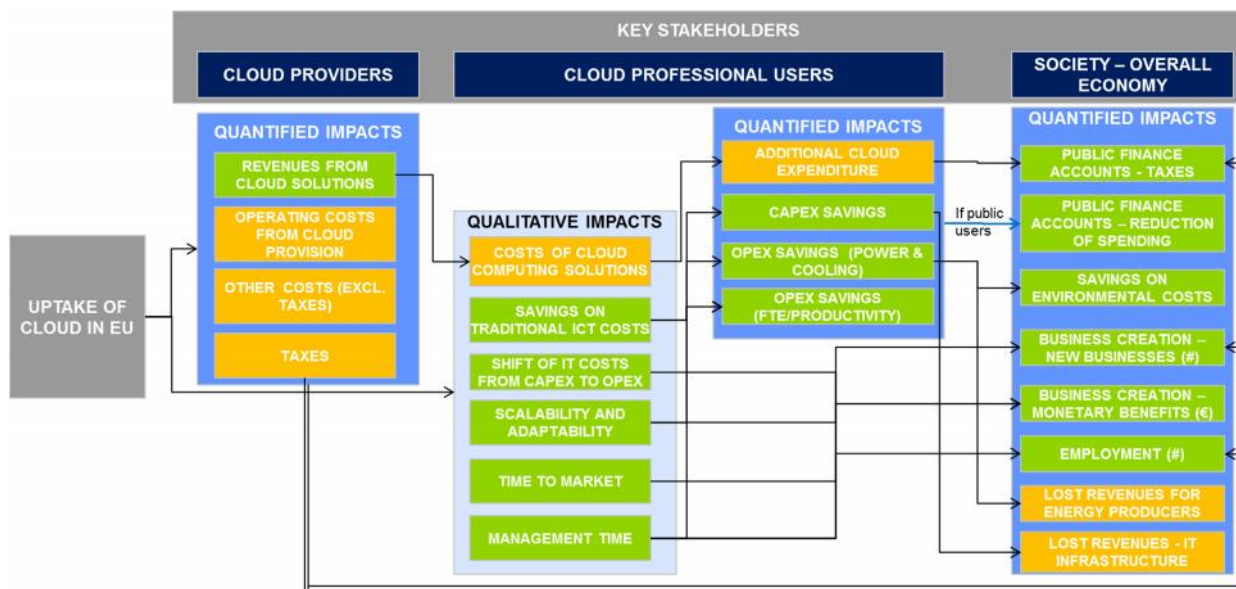 KEY STAKEHOLDERS
CLOUD PROVIDERS
CLOUD PROFESSIONAL USERS
SOCIETY – OVERALL
ECONOMY
UPTAKE OF
CLOUD IN EU
QUANTIFIED IMPACTS
REVENUES FROM
CLOUD SOLUTIONS
OPERATING COSTS
FROM CLOUD
PROVISION
OTHER COSTS (EXCL.
TAXES)
TAXES
QUALITATIVE IMPACTS
COSTS OF CLOUD
COMPUTING SOLUTIONS
SAVINGS ON
TRADITIONAL ICT COSTS
SHIFT OF IT COSTS
FROM CAPEX TO OPEX
SCALABILITY AND
ADAPTABILITY
TIME TO MARKET
MANAGEMENT TIME
QUANTIFIED IMPACTS
ADDITIONAL CLOUD
EXPENDITURE
CAPEX SAVINGS
OPEX SAVINGS (POWER &
COOLING)
OPEX SAVINGS
(FTE/PRODUCTIVITY)
If public
users
QUANTIFIED IMPACTS
PUBLIC FINANCE
ACCOUNTS - TAXES
PUBLIC FINANCE
ACCOUNTS – REDUCTION
OF SPENDING
SAVINGS ON
ENVIRONMENTAL COSTS
BUSINESS CREATION –
NEW BUSINESSES (#)
BUSINESS CREATION –
MONETARY BENEFITS (€)
EMPLOYMENT (#)
LOST REVENUES FOR
ENERGY PRODUCERS
LOST REVENUES - IT
INFRASTRUCTURE